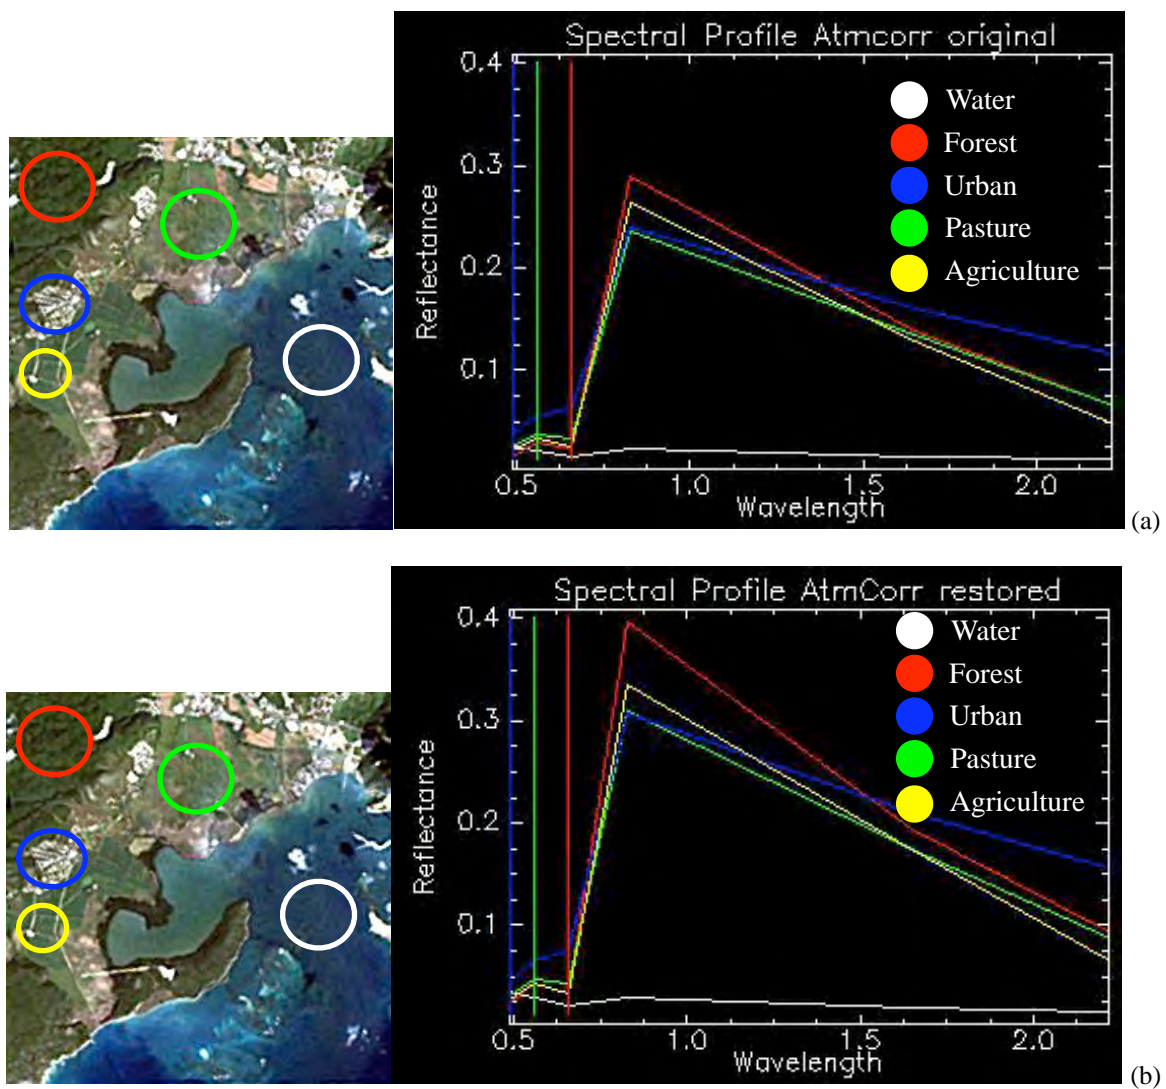 Spectral Profile Atmcorr original
0.4
0.3
0.2
0.1
Reflectance
Water
Forest
Urban
Pasture
Agriculture
0.5 1.0 1.5 2.0
Wavelength
(a)
Spectral Profile AtmCorr restored
0.4
0.3
0.2
0.1
Reflectance
Water
Forest
Urban
Pasture
Agriculture
0.5 1.0 1.5 2.0
Wavelength
(b)